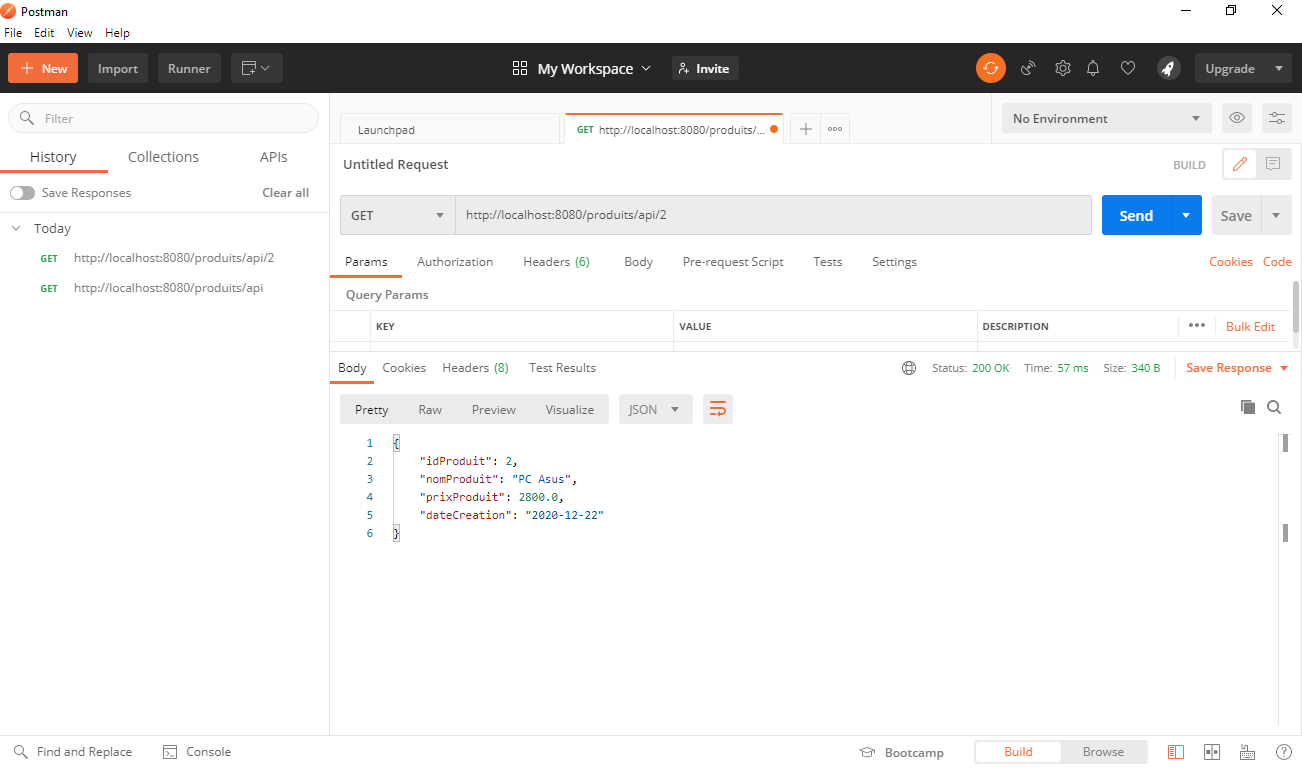 Postman
File Edit View Help
New Import Runner My Workspace Invite Upgrade
Filter
History Collections APIs
Save Responses Clear all
Today
GET http://localhost:8080/produits/api/2
GET http://localhost:8080/produits/api
Launchpad GET http://localhost:8080/produits/... No Environment
Untitled Request BUILD
GET http://localhost:8080/produits/api/2 Send Save
Params Authorization Headers (6) Body Pre-request Script Tests Settings Cookies Code
Query Params
KEY VALUE DESCRIPTION Bulk Edit
Body Cookies Headers (8) Test Results Status: 200 OK Time: 57 ms Size: 340 B Save Response
Pretty Raw Preview Visualize JSON
1 {
2 "idProduit": 2,
3 "nomProduit": "PC Asus",
4 "prixProduit": 2800.0,
5 "dateCreation": "2020-12-22"
6 }
Find and Replace Console Bootcamp Build Browse